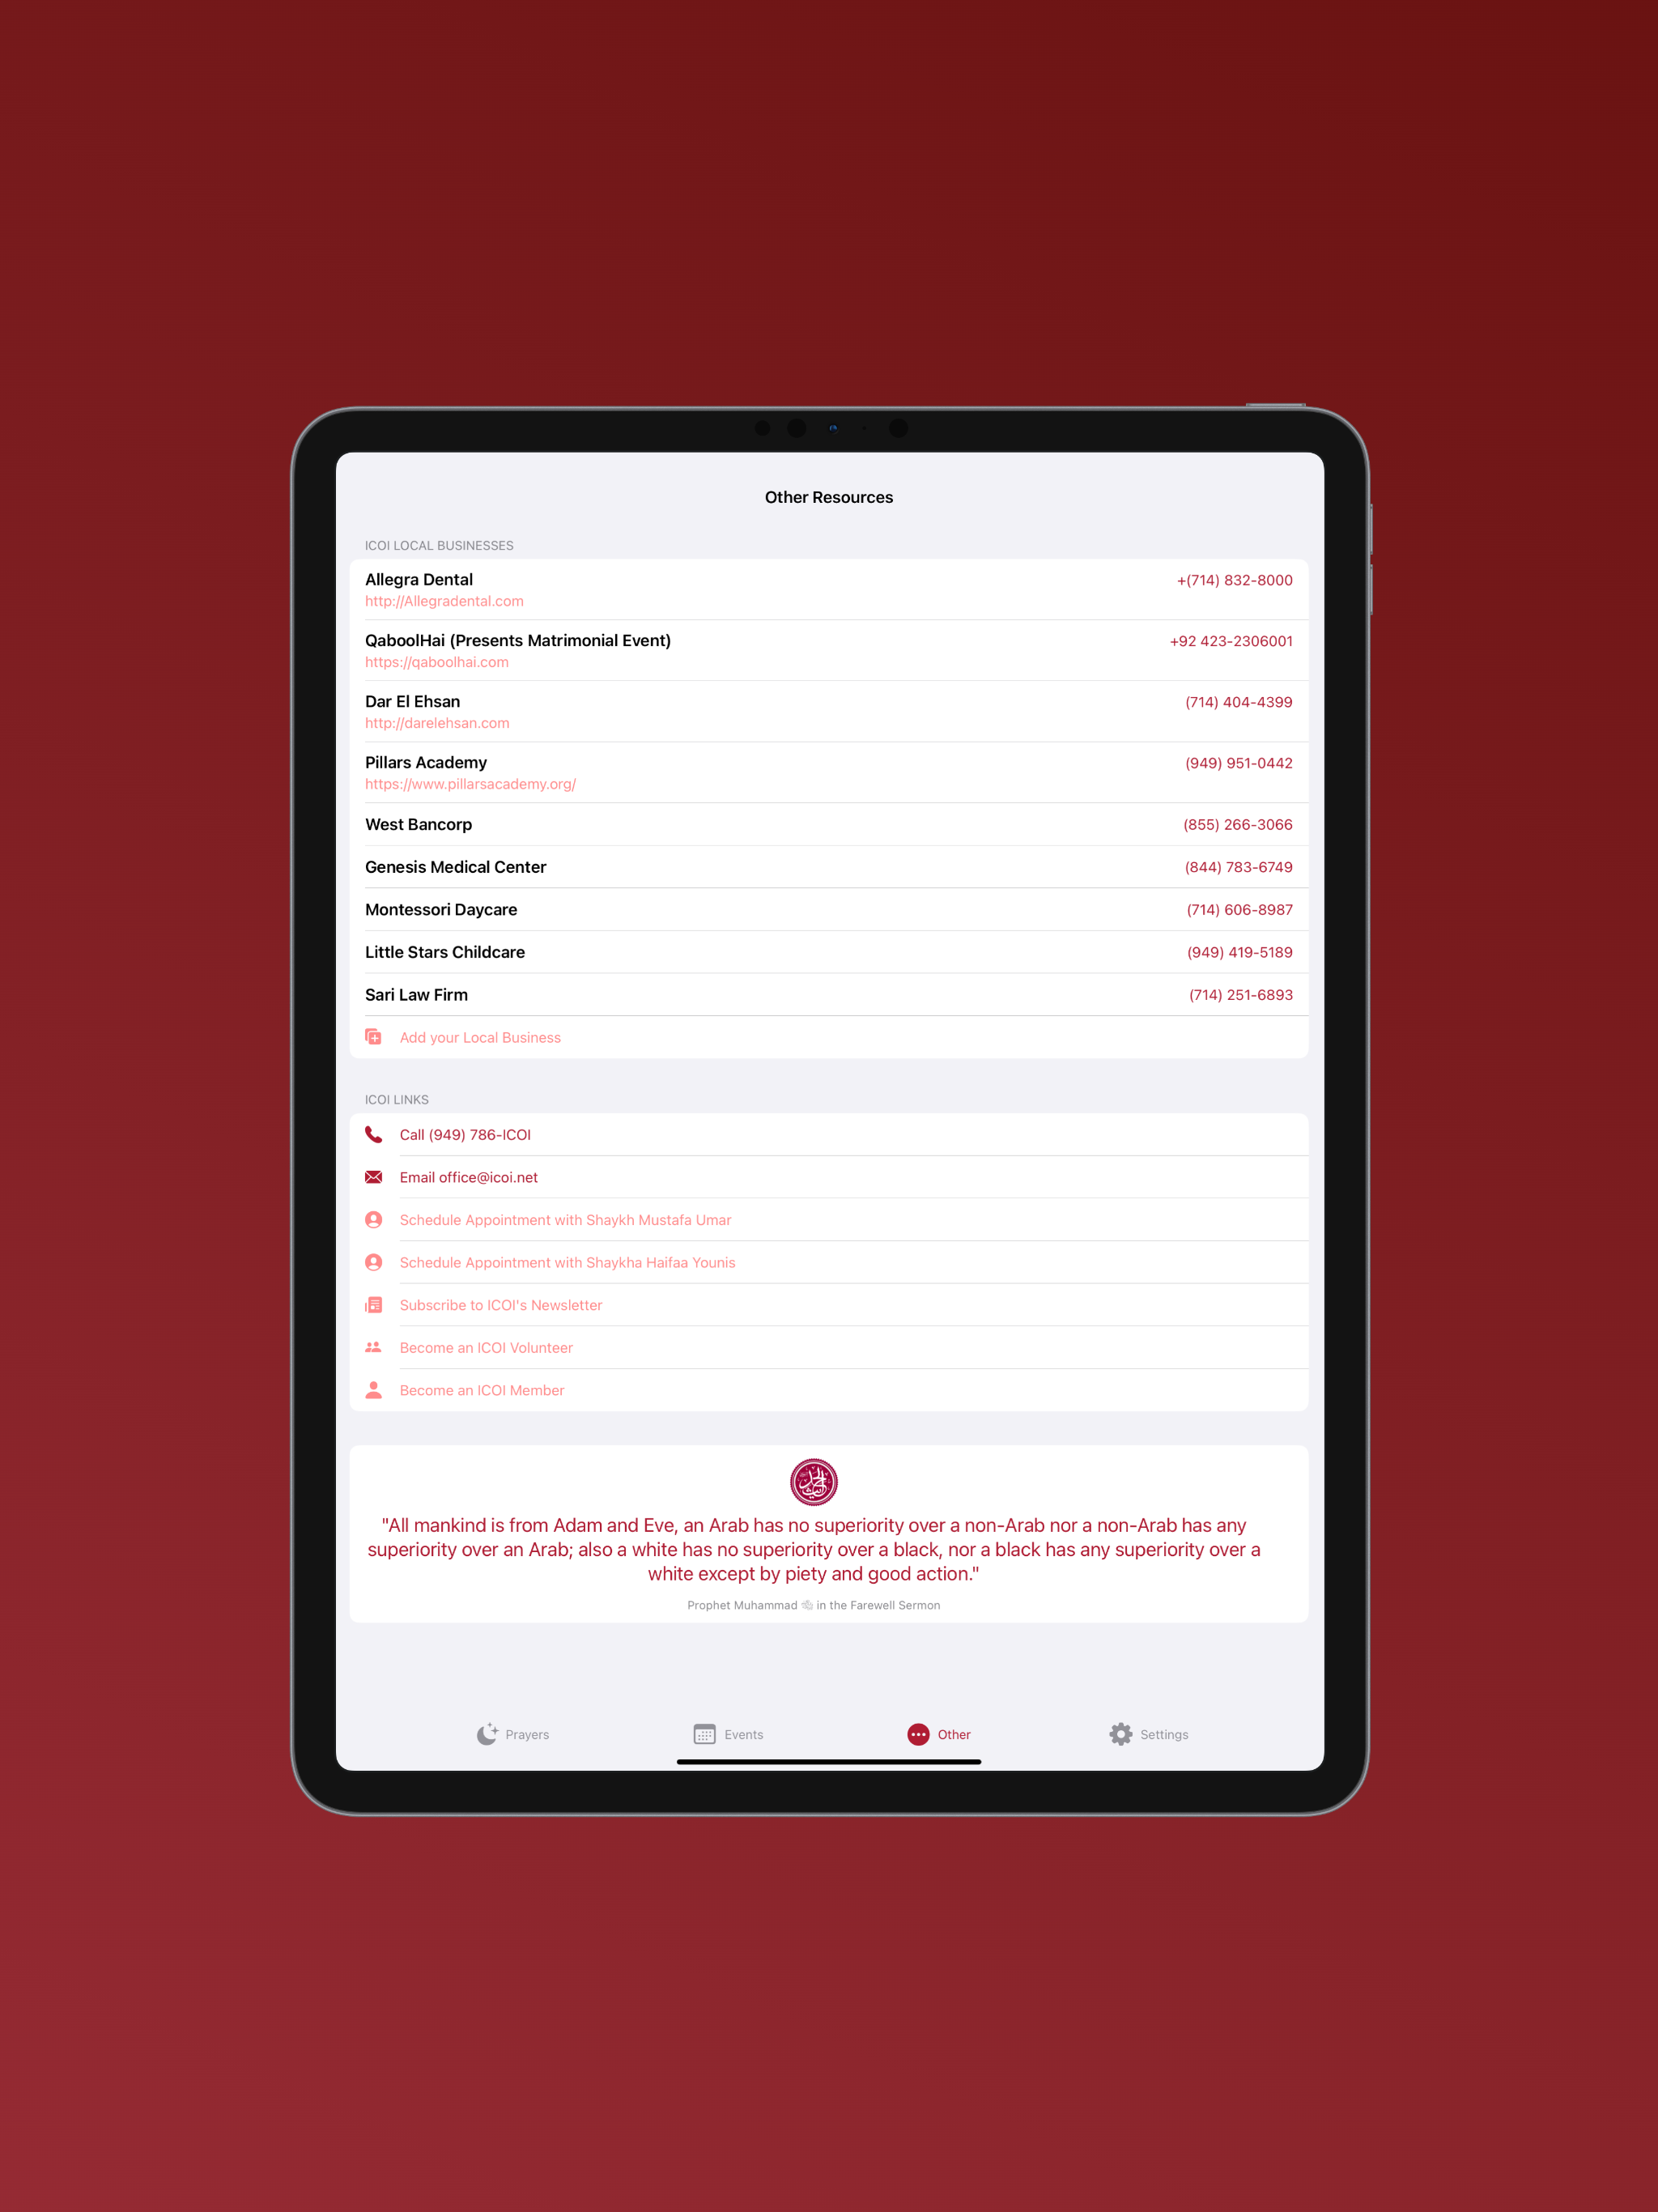 Other Resources
ICOI LOCAL BUSINESSES
Allegra Dental
+(714) 832-8000
http://Allegradental.com
QaboolHai (Presents Matrimonial Event)
+92 423-2306001
https://qaboolhai.com
Dar El Ehsan
(714) 404-4399
http://darelehsan.com
Pillars Academy
(949) 951-0442
https://www.pillarsacademy.org/
West Bancorp
(855) 266-3066
Genesis Medical Center
(844) 783-6749
Montessori Daycare
(714) 606-8987
Little Stars Childcare
(949) 419-5189
Sari Law Firm
(714) 251-6893
Add your Local Business
ICOI LINKS
Call (949) 786-ICOI
Email office@icoi.net
Schedule Appointment with Shaykh Mustafa Umar
Schedule Appointment with Shaykha Haifaa Younis
Subscribe to ICOI's Newsletter
Become an ICOI Volunteer
Become an ICOI Member
"All mankind is from Adam and Eve, an Arab has no superiority over a non-Arab nor a non-Arab has any
superiority over an Arab; also a white has no superiority over a black, nor a black has any superiority over a
white except by piety and good action."
Prophet Muhammad ﷺ in the Farewell Sermon
Prayers
Events
Other
Settings